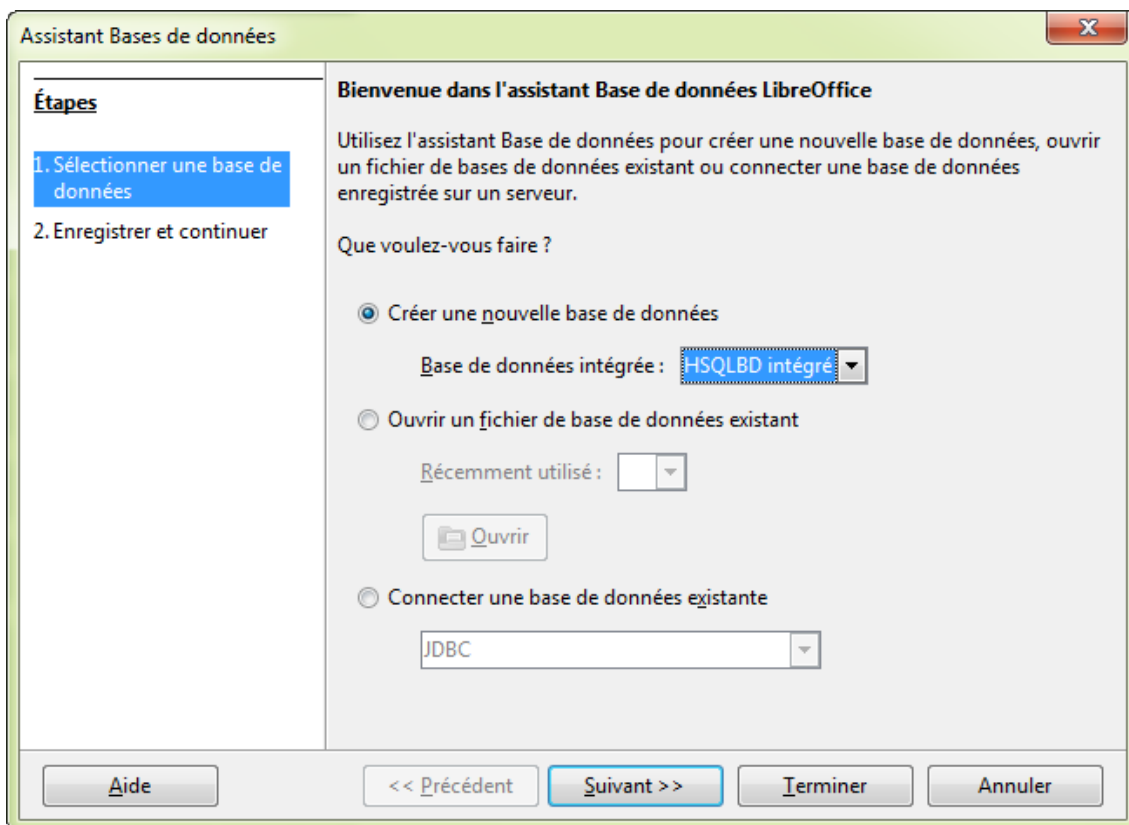 Assistant Bases de données
Étapes
1. Sélectionner une base de
données
2. Enregistrer et continuer
Bienvenue dans l'assistant Base de données LibreOffice
Utilisez l'assistant Base de données pour créer une nouvelle base de données, ouvrir
un fichier de bases de données existant ou connecter une base de données
enregistrée sur un serveur.
Que voulez-vous faire ?
Créer une nouvelle base de données
Base de données intégrée : HSQLBD intégré
Ouvrir un fichier de base de données existant
Récemment utilisé :
Ouvrir
Connecter une base de données existante
JDBC
Aide << Précédent Suivant >> Terminer Annuler